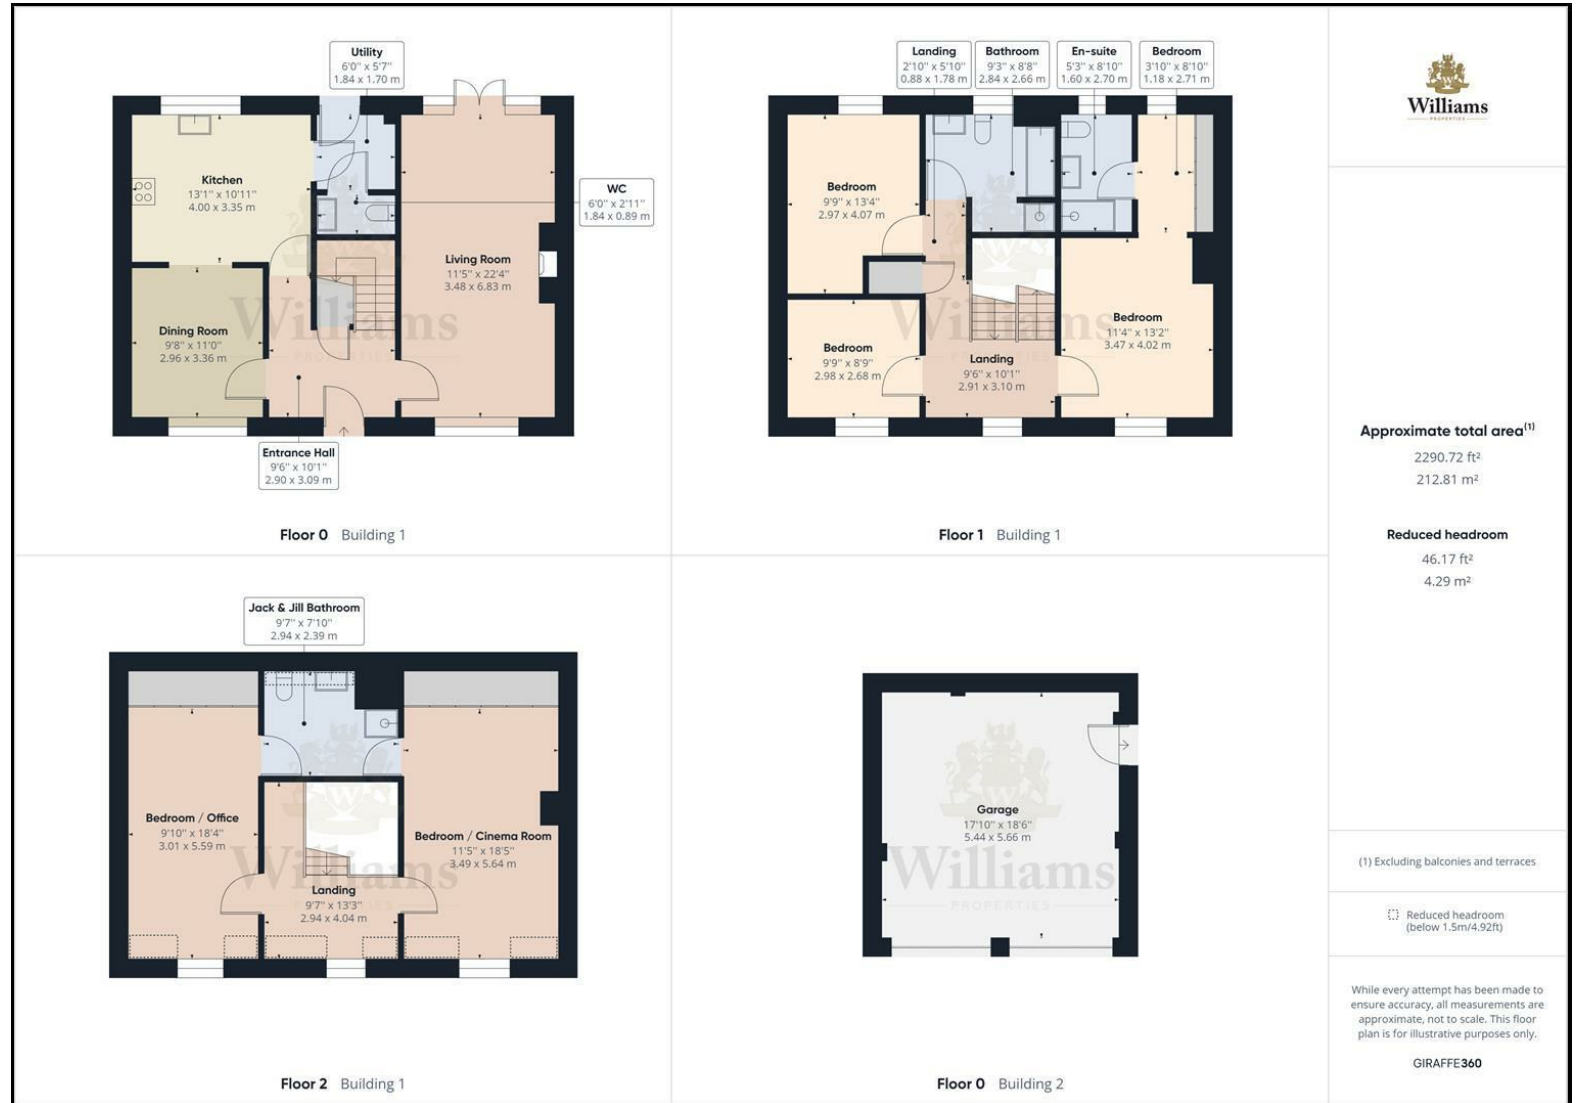 Utility
6'0" x 5'7"
1.84 x 1.70 m
Kitchen
13'1" x 10'11"
4.00 x 3.35 m
WC
6'0" x 2'11"
1.84 x 0.89 m
Living Room
11'5" x 22'4"
3.48 x 6.83 m
Dining Room
9'8" x 11'0"
2.96 x 3.36 m
Entrance Hall
9'6" x 10'1"
2.90 x 3.09 m
Williams
PROPERTIES
Floor 0 Building 1
Landing
2'10" x 5'10"
0.88 x 1.78 m
Bathroom
9'3" x 8'8"
2.84 x 2.66 m
En-suite
5'3" x 8'10"
1.60 x 2.70 m
Bedroom
3'10" x 8'10"
1.18 x 2.71 m
Bedroom
9'9" x 13'4"
2.97 x 4.07 m
Bedroom
11'4" x 13'2"
3.47 x 4.02 m
Bedroom
9'9" x 8'9"
2.98 x 2.68 m
Landing
9'6" x 10'1"
2.91 x 3.10 m
Williams
Floor 1 Building 1
Jack & Jill Bathroom
9'7" x 7'10"
2.94 x 2.39 m
Bedroom / Office
9'10" x 18'4"
3.01 x 5.59 m
Bedroom / Cinema Room
11'5" x 18'5"
3.49 x 5.64 m
Landing
9'7" x 13'3"
2.94 x 4.04 m
Williams
Floor 2 Building 1
Garage
17'10" x 18'6"
5.44 x 5.66 m
W
Williams
PROPERTIES
Floor 0 Building 2
Williams
PROPERTIES
Approximate total area(1)
2290.72 ft²
212.81 m²
Reduced headroom
46.17 ft²
4.29 m²
(1) Excluding balconies and terraces
Reduced headroom
(below 1.5m/4.92ft)
While every attempt has been made to
ensure accuracy, all measurements are
approximate, not to scale. This floor
plan is for illustrative purposes only.
GIRAFFE360